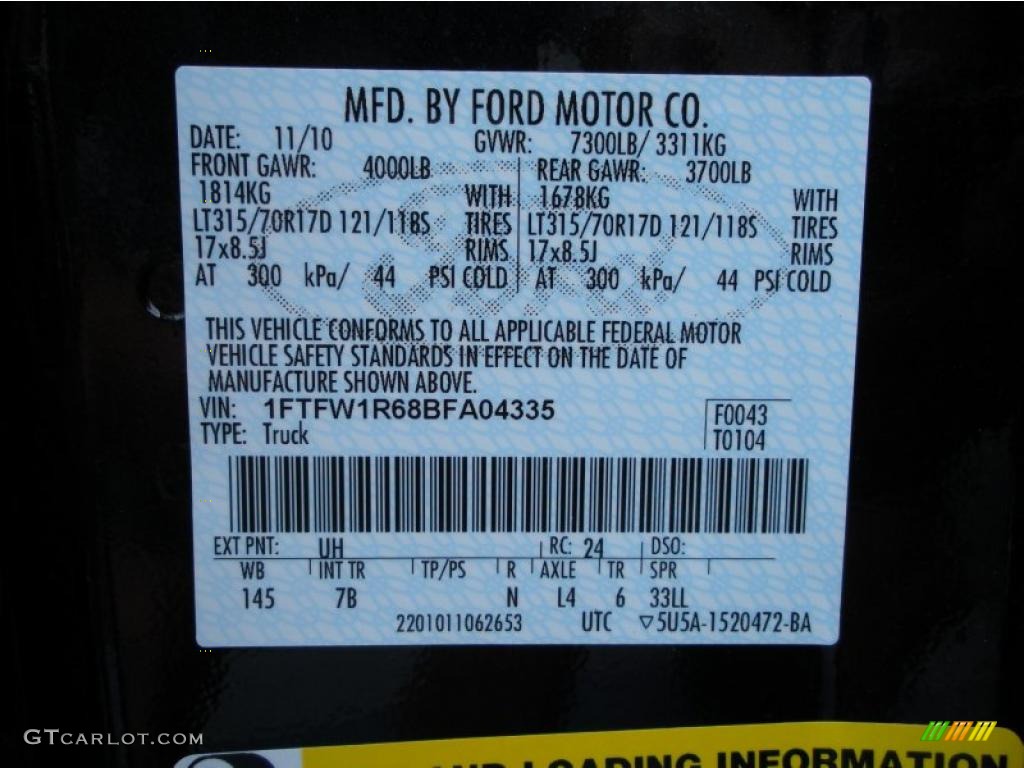 MFD. BY FORD MOTOR CO.
DATE: 11/10 GVWR: 7300LB/ 3311KG
FRONT GAWR: 4000LB REAR GAWR: 3700LB
1814KG WITH 1678KG WITH
LT315/70R17D 121/118S TIRES LT315/70R17D 121/118S TIRES
17x8.5J RIMS 17x8.5J RIMS
AT 300 kPa/ 44 PSI COLD AT 300 kPa/ 44 PSI COLD
THIS VEHICLE CONFORMS TO ALL APPLICABLE FEDERAL MOTOR
VEHICLE SAFETY STANDARDS IN EFFECT ON THE DATE OF
MANUFACTURE SHOWN ABOVE.
VIN: 1FTFW1R68BFA04335 F0043
TYPE: Truck T0104
EXT PNT: UH RC: 24 DSO:
WB INT TR TP/PS R AXLE TR SPR
145 7B N L4 6 33LL
2201011062653 UTC ▽5U5A-1520472-BA
GTCARLOT.COM
AND LOADING INFORMATION